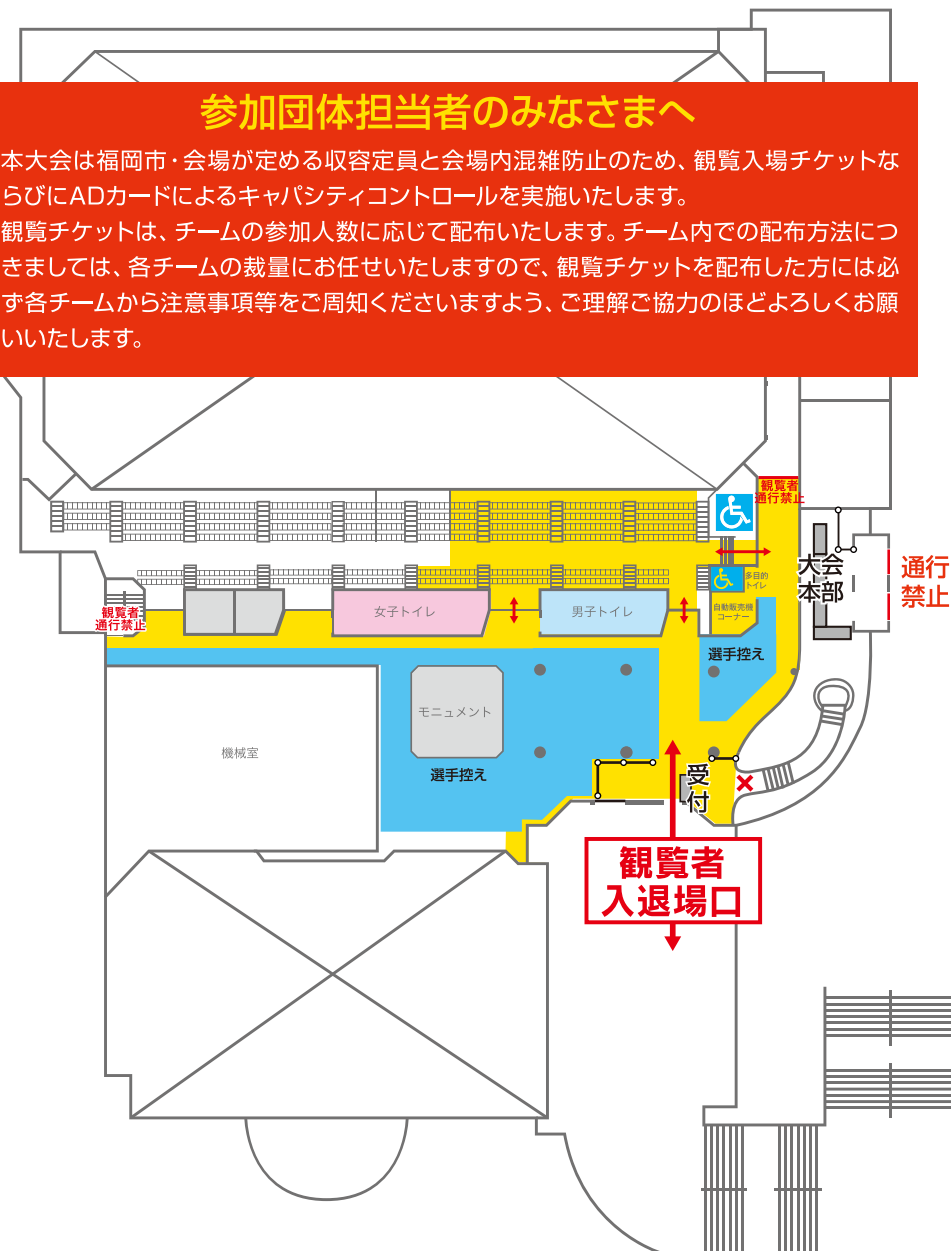 参加団体担当者のみなさまへ
本大会は福岡市・会場が定める収容定員と会場内混雑防止のため、観覧入場チケットな
らびにADカードによるキャパシティコントロールを実施いたします。
観覧チケットは、チームの参加人数に応じて配布いたします。チーム内での配布方法につ
きましては、各チームの裁量にお任せいたしますので、観覧チケットを配布した方には必
ず各チームから注意事項等をご周知くださいますよう、ご理解ご協力のほどよろしくお願
いいたします。
観覧者
通行禁止
大会
本部
通行
禁止
多目的
トイレ
観覧者
通行禁止
女子トイレ
男子トイレ
自動販売機
コーナー
選手控え
モニュメント
機械室
選手控え
受付
観覧者
入退場口